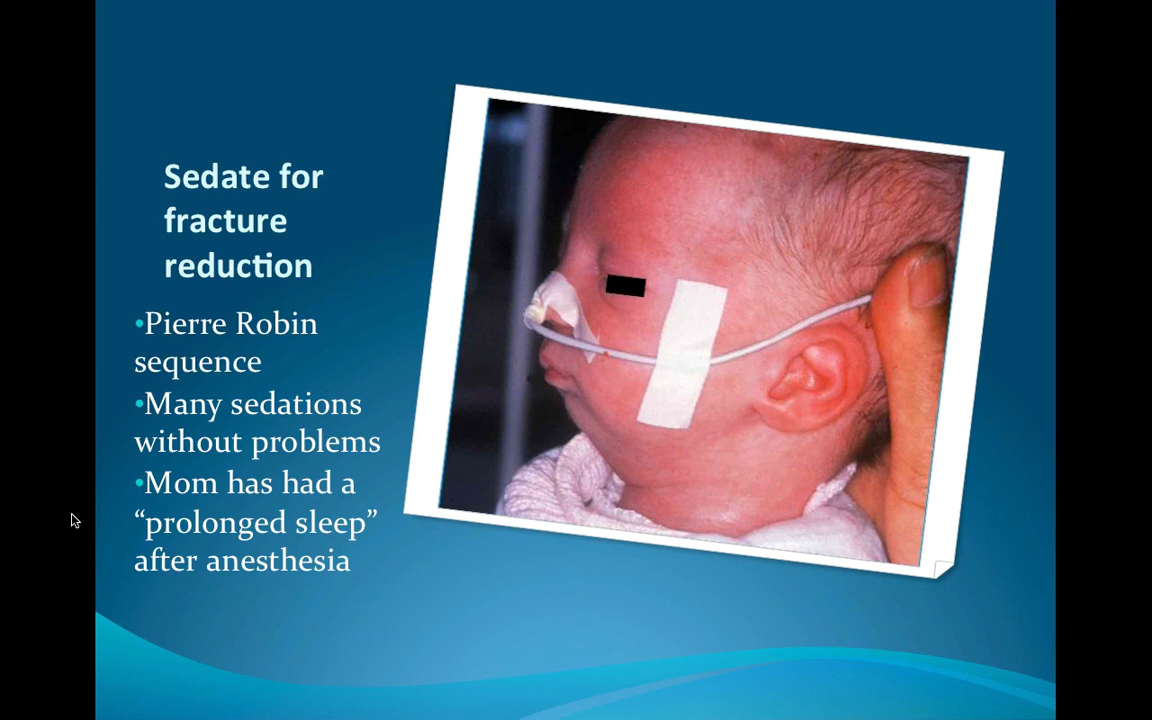 Sedate for
fracture
reduction
•Pierre Robin
sequence
•Many sedations
without problems
•Mom has had a
“prolonged sleep”
after anesthesia